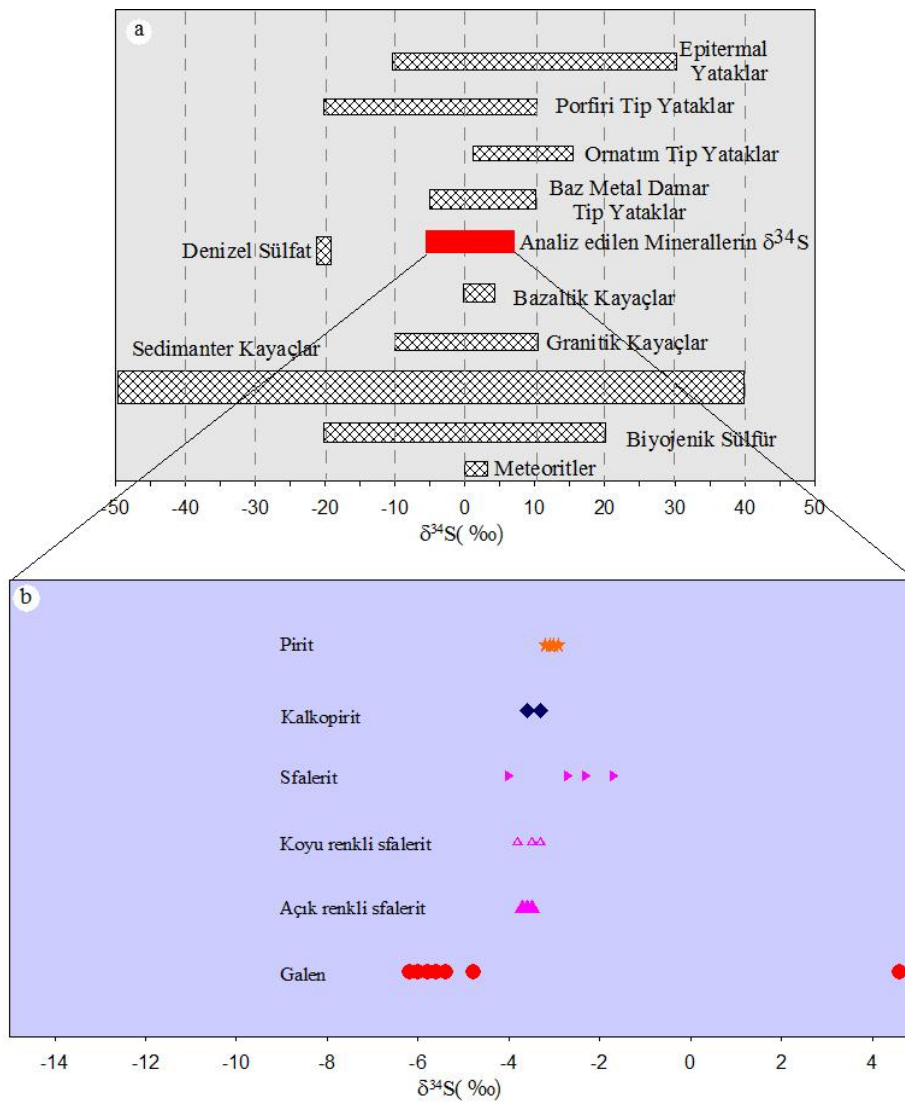 a
Epitermal
Yataklar
Porfiri Tip Yataklar
Ornatım Tip Yataklar
Baz Metal Damar
Tip Yataklar
Denizel Sülfat
Analiz edilen Minerallerin δ³⁴S
Bazaltik Kayaçlar
Granitik Kayaçlar
Sedimanter Kayaçlar
Biyojenik Sülfür
Meteoritler
-50 -40 -30 -20 -10 0 10 20 30 40 50
δ³⁴S( ‰)
b
Pirit
Kalkopirit
Sfalerit
Koyu renkli sfalerit
Açık renkli sfalerit
Galen
-14 -12 -10 -8 -6 -4 -2 0 2 4
δ³⁴S( ‰)